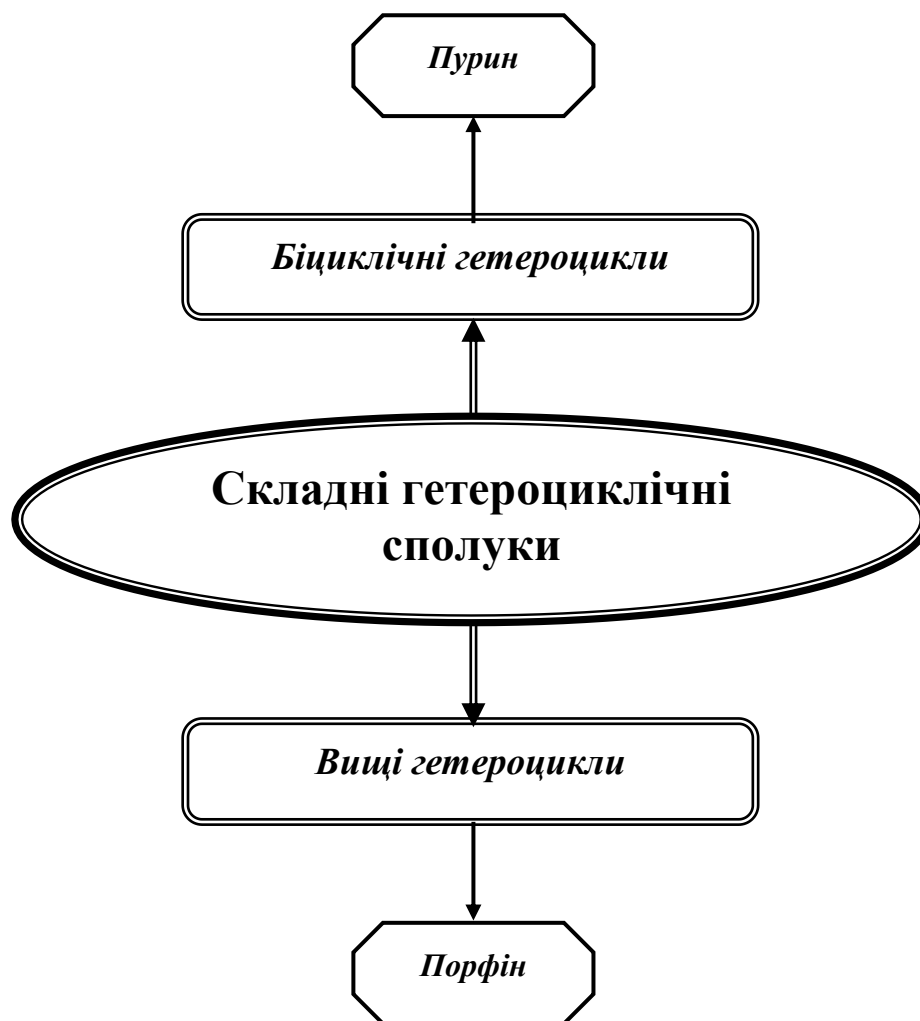 Пурин
Біциклічні гетероцикли
Складні гетероциклічні
сполуки
Вищі гетероцикли
Порфін